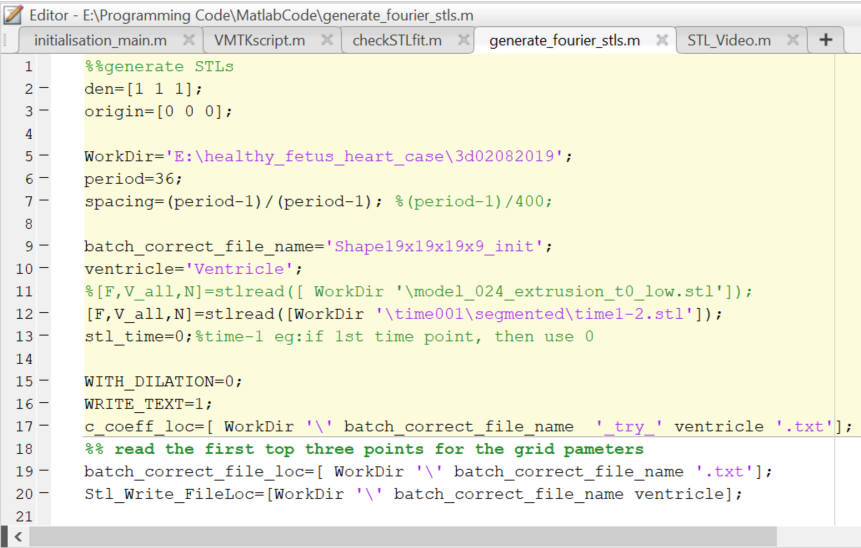 Editor - E:\Programming Code\MatlabCode\generate_fourier_stls.m
initialisation_main.m VMTKscript.m checkSTLfit.m generate_fourier_stls.m STL_Video.m
1 %%generate STLs
2 den=[1 1 1];
3 origin=[0 0 0];
4
5 WorkDir='E:\healthy_fetus_heart_case\3d02082019';
6 period=36;
7 spacing=(period-1)/(period-1); %(period-1)/400;
8
9 batch_correct_file_name='Shape19x19x19x9_init';
10 ventricle='Ventricle';
11 %[F,V_all,N]=stlread([ WorkDir '\model_024_extrusion_t0_low.stl']);
12 [F,V_all,N]=stlread([WorkDir '\time001\segmented\time1-2.stl']);
13 stl_time=0;%time-1 eg:if 1st time point, then use 0
14
15 WITH_DILATION=0;
16 WRITE_TEXT=1;
17 c_coeff_loc=[ WorkDir '\' batch_correct_file_name  '_try_' ventricle '.txt'];
18 %% read the first top three points for the grid pameters
19 batch_correct_file_loc=[ WorkDir '\' batch_correct_file_name '.txt'];
20 Stl_Write_FileLoc=[WorkDir '\' batch_correct_file_name ventricle];
21